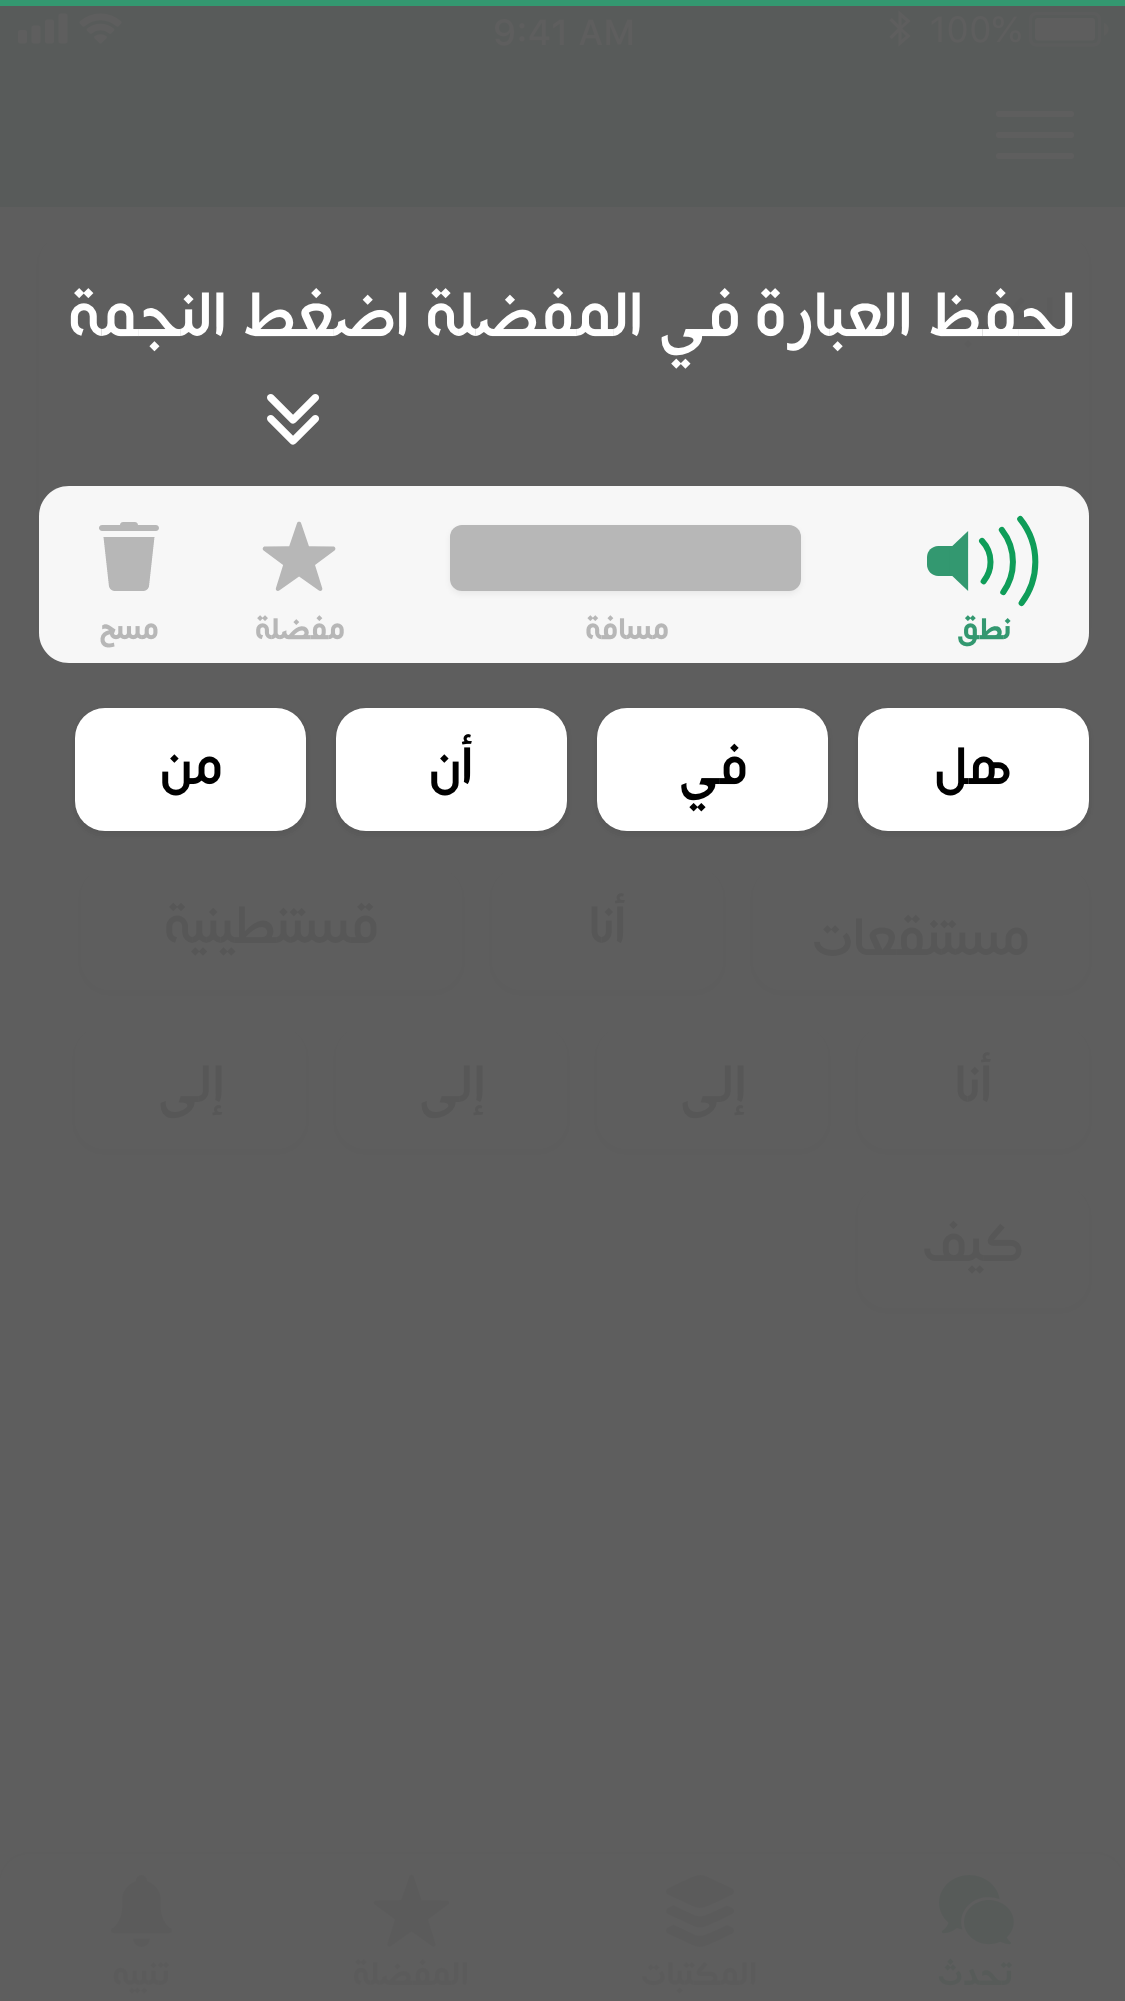 9:41 AM 100%
لحفظ العبارة في المفضلة اضغط النجمة
نطق مسافة مفضلة مسح
هل في أن من
مستنقعات أنا قستنطينية
أنا إلى إلى إلى
كيف
تحدث المكتبات المفضلة تنبيه